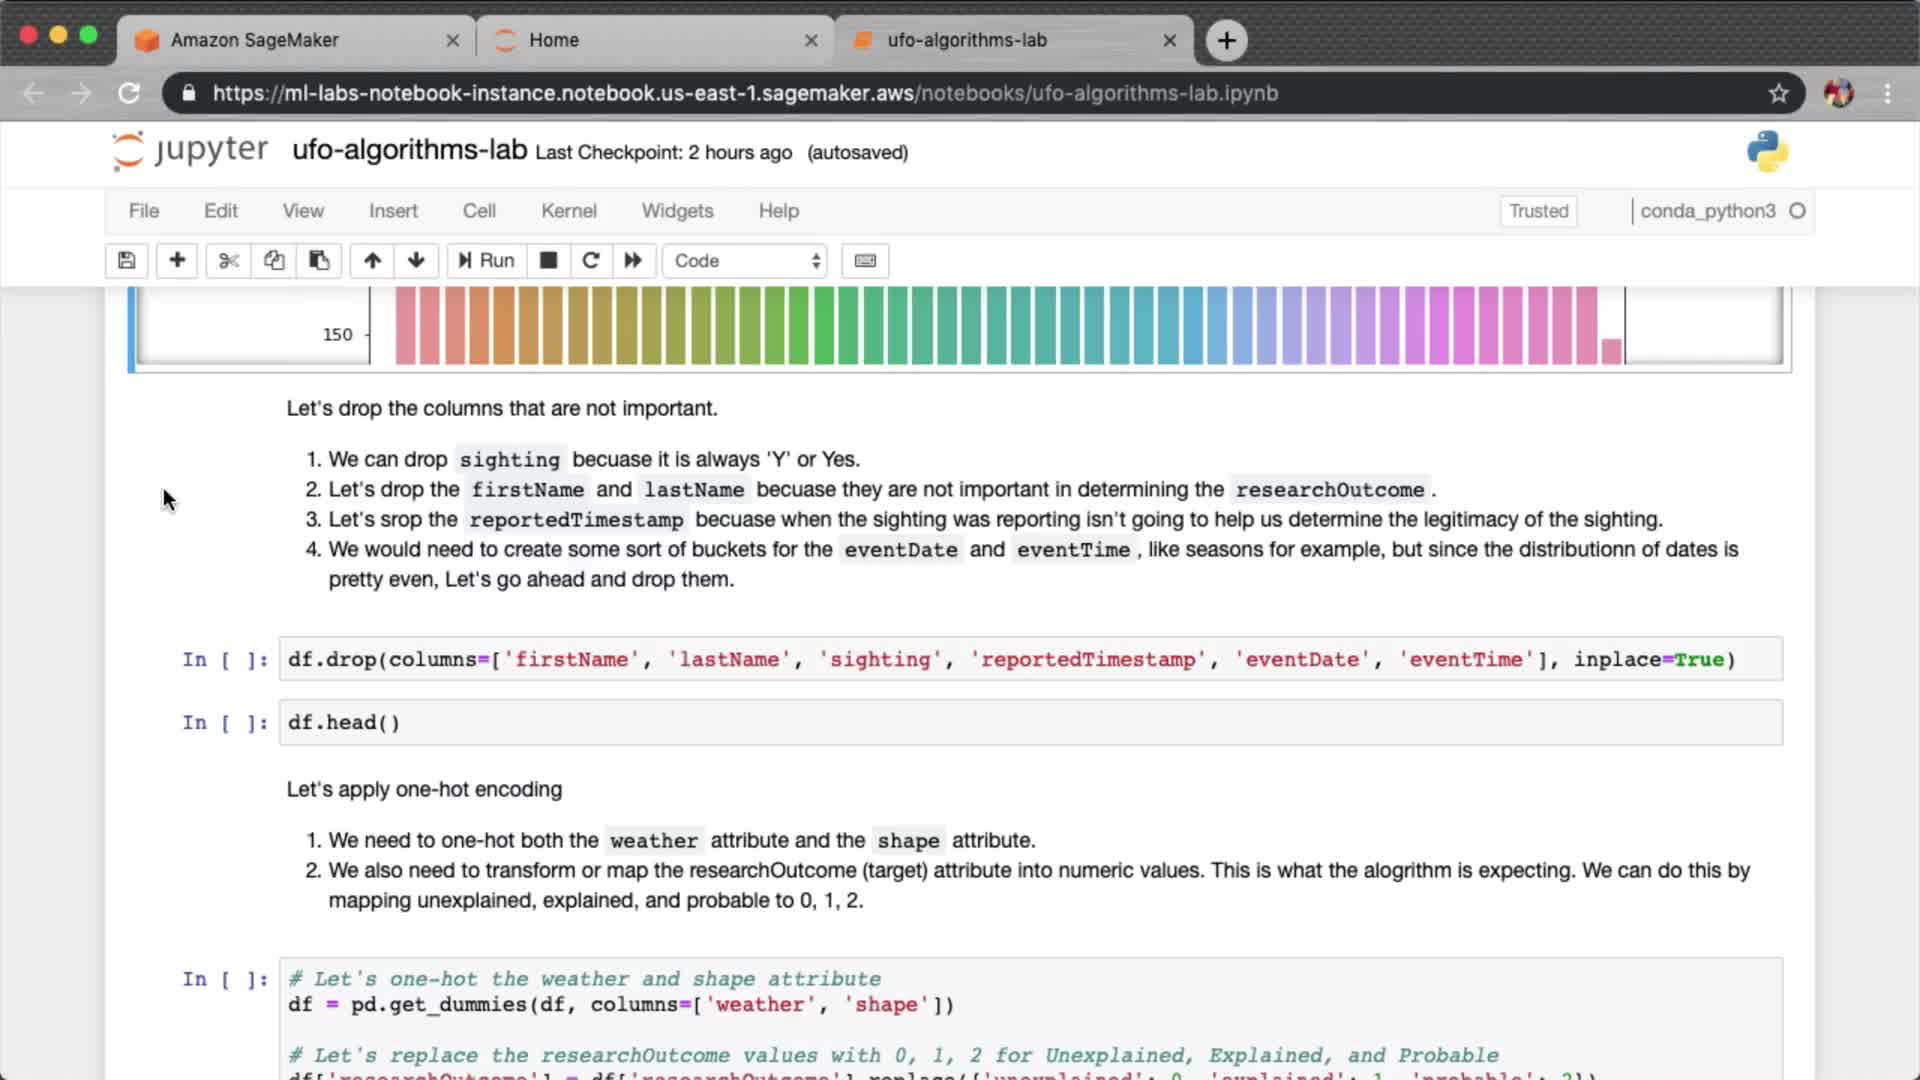 Amazon SageMaker
Home
ufo-algorithms-lab
https://ml-labs-notebook-instance.notebook.us-east-1.sagemaker.aws/notebooks/ufo-algorithms-lab.ipynb
jupyter ufo-algorithms-lab Last Checkpoint: 2 hours ago (autosaved)
File Edit View Insert Cell Kernel Widgets Help Trusted conda_python3
Run Code
150
Let's drop the columns that are not important.
1. We can drop sighting becuase it is always 'Y' or Yes.
2. Let's drop the firstName and lastName becuase they are not important in determining the researchOutcome.
3. Let's srop the reportedTimestamp becuase when the sighting was reporting isn't going to help us determine the legitimacy of the sighting.
4. We would need to create some sort of buckets for the eventDate and eventTime, like seasons for example, but since the distributionn of dates is
pretty even, Let's go ahead and drop them.
In [ ]: df.drop(columns=['firstName', 'lastName', 'sighting', 'reportedTimestamp', 'eventDate', 'eventTime'], inplace=True)
In [ ]: df.head()
Let's apply one-hot encoding
1. We need to one-hot both the weather attribute and the shape attribute.
2. We also need to transform or map the researchOutcome (target) attribute into numeric values. This is what the alogrithm is expecting. We can do this by
mapping unexplained, explained, and probable to 0, 1, 2.
In [ ]: # Let's one-hot the weather and shape attribute
df = pd.get_dummies(df, columns=['weather', 'shape'])
# Let's replace the researchOutcome values with 0, 1, 2 for Unexplained, Explained, and Probable
df['researchOutcome'] = df['researchOutcome'].replace({'unexplained': 0, 'explained': 1, 'probable': 2})